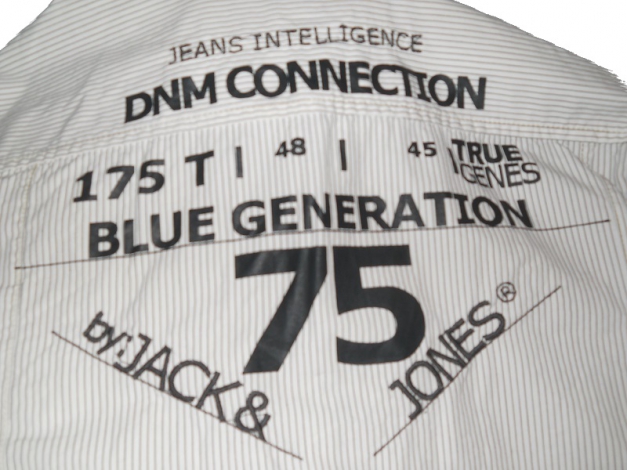 JEANS INTELLIGENCE
DNM CONNECTION
175 T | 48 | 45 TRUE
GENES
BLUE GENERATION
75
by:JACK &
JONES®